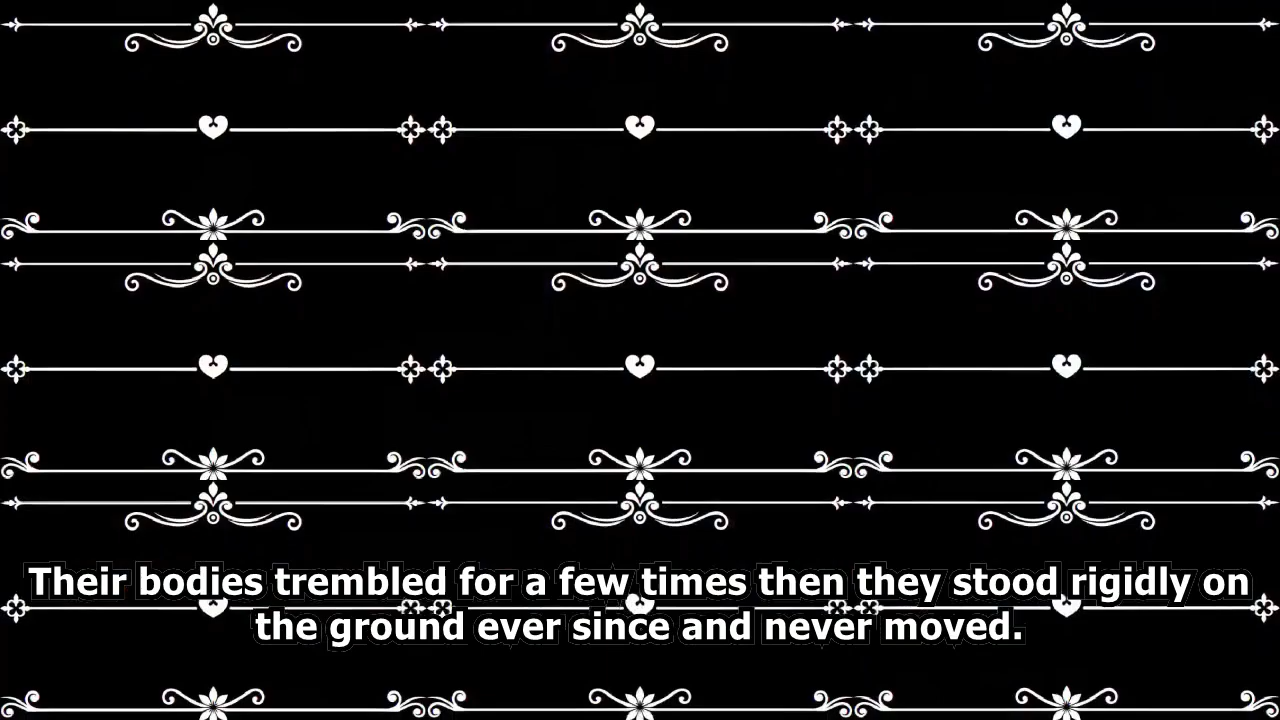 Their bodies trembled for a few times then they stood rigidly on
the ground ever since and never moved.